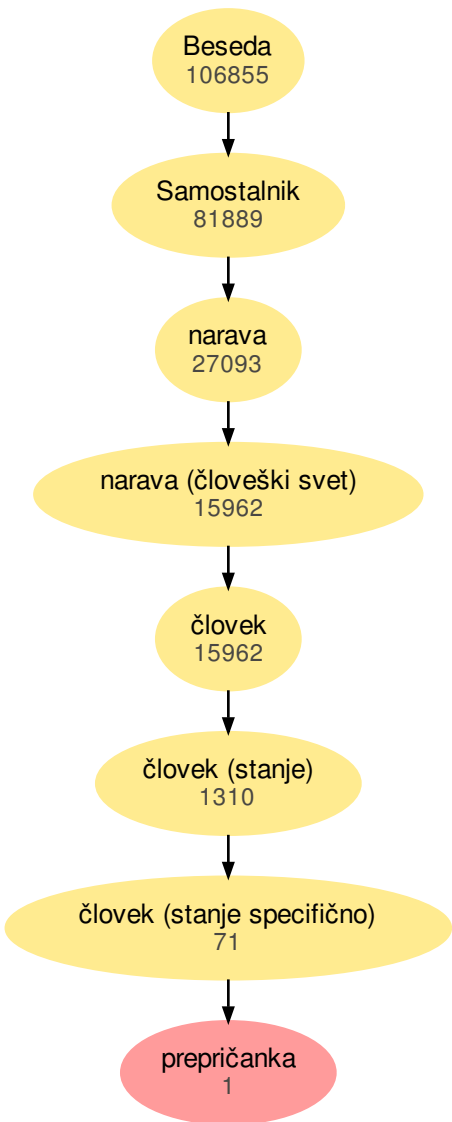 Beseda
106855
Samostalnik
81889
narava
27093
narava (človeški svet)
15962
človek
15962
človek (stanje)
1310
človek (stanje specifično)
71
prepričanka
1